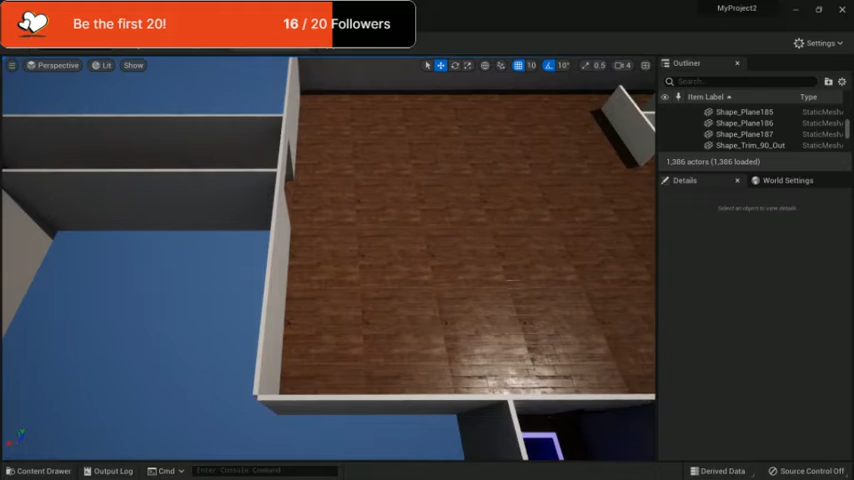 MyProject2
Be the first 20!
16 / 20 Followers
Settings
Perspective
Lit
Show
10
10°
0.5
4
Outliner
Search...
Item Label
Type
Shape_Plane185
StaticMesh
Shape_Plane186
StaticMesh
Shape_Plane187
StaticMesh
Shape_Trim_90_Out
StaticMesh
1,386 actors (1,386 loaded)
Details
World Settings
Select an object to view details.
Content Drawer
Output Log
Cmd
Enter Console Command
Derived Data
Source Control Off